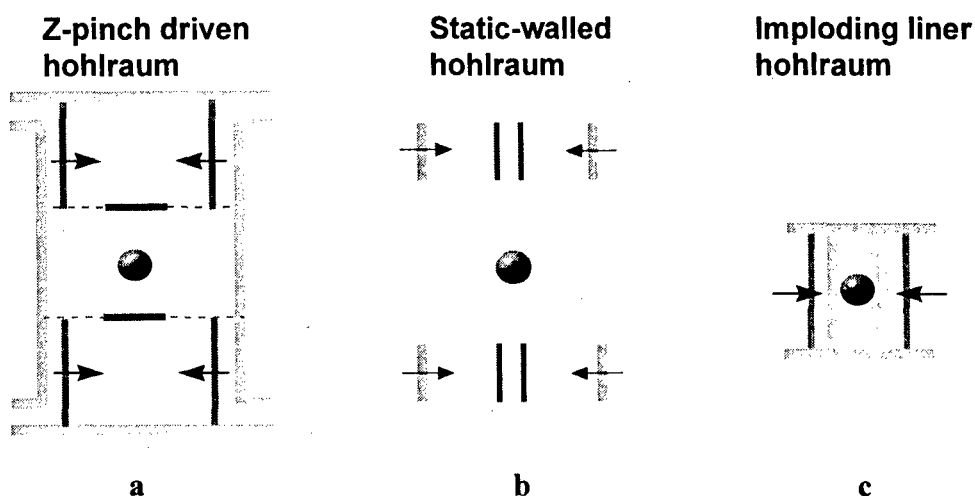 Z-pinch driven
hohlraum
Static-walled
hohlraum
Imploding liner
hohlraum
a
b
c